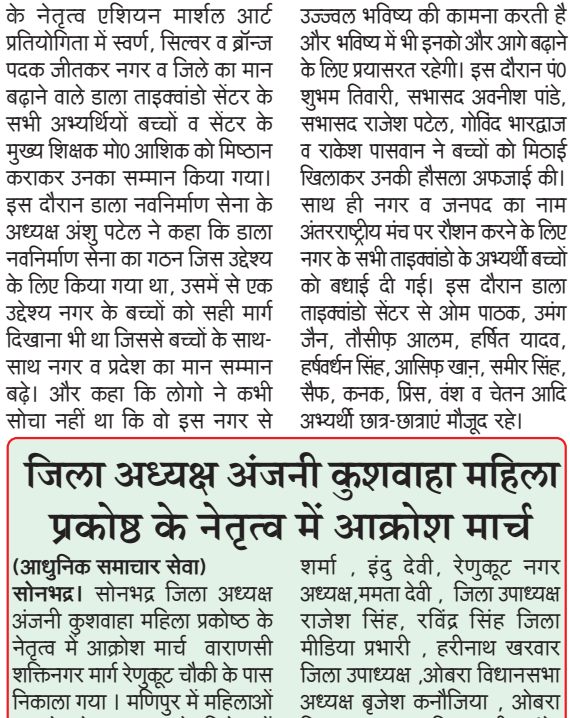 के नेतृत्व एशियन मार्शल आर्ट
प्रतियोगिता में स्वर्ण, सिल्वर व ब्रॉन्ज
पदक जीतकर नगर व जिले का मान
बढ़ाने वाले डाला ताइक्वांडो सेंटर के
सभी अभ्यर्थियों बच्चों व सेंटर के
मुख्य शिक्षक मो0 आशिक को मिष्ठान
कराकर उनका सम्मान किया गया।
इस दौरान डाला नवनिर्माण सेना के
अध्यक्ष अंशु पटेल ने कहा कि डाला
नवनिर्माण सेना का गठन जिस उद्देश्य
के लिए किया गया था, उसमें से एक
उद्देश्य नगर के बच्चों को सही मार्ग
दिखाना भी था जिससे बच्चों के साथ-
साथ नगर व प्रदेश का मान सम्मान
बढ़े। और कहा कि लोगो ने कभी
सोचा नहीं था कि वो इस नगर से
उज्ज्वल भविष्य की कामना करती है
और भविष्य में भी इनको और आगे बढ़ाने
के लिए प्रयासरत रहेगी। इस दौरान पं0
शुभम तिवारी, सभासद अवनीश पांडे,
सभासद राजेश पटेल, गोविंद भारद्वाज
व राकेश पासवान ने बच्चों को मिठाई
खिलाकर उनकी हौसला अफजाई की।
साथ ही नगर व जनपद का नाम
अंतरराष्ट्रीय मंच पर रौशन करने के लिए
नगर के सभी ताइक्वांडो के अभ्यर्थी बच्चों
को बधाई दी गई। इस दौरान डाला
ताइक्वांडो सेंटर से ओम पाठक, उमंग
जैन, तौसीफ़ आलम, हर्षित यादव,
हर्षवर्धन सिंह, आसिफ़ खान, समीर सिंह,
सैफ, कनक, प्रिंस, वंश व चेतन आदि
अभ्यर्थी छात्र-छात्राएं मौजूद रहे।
जिला अध्यक्ष अंजनी कुशवाहा महिला
प्रकोष्ठ के नेतृत्व में आक्रोश मार्च
(आधुनिक समाचार सेवा)
सोनभद्र। सोनभद्र जिला अध्यक्ष
अंजनी कुशवाहा महिला प्रकोष्ठ के
नेतृत्व में आक्रोश मार्च वाराणसी
शक्तिनगर मार्ग रेणुकूट चौकी के पास
निकाला गया । मणिपुर में महिलाओं
शर्मा , इंदु देवी, रेणुकूट नगर
अध्यक्ष,ममता देवी , जिला उपाध्यक्ष
राजेश सिंह, रविंद्र सिंह जिला
मीडिया प्रभारी , हरीनाथ खरवार
जिला उपाध्यक्ष ,ओबरा विधानसभा
अध्यक्ष बृजेश कनौजिया , ओबरा